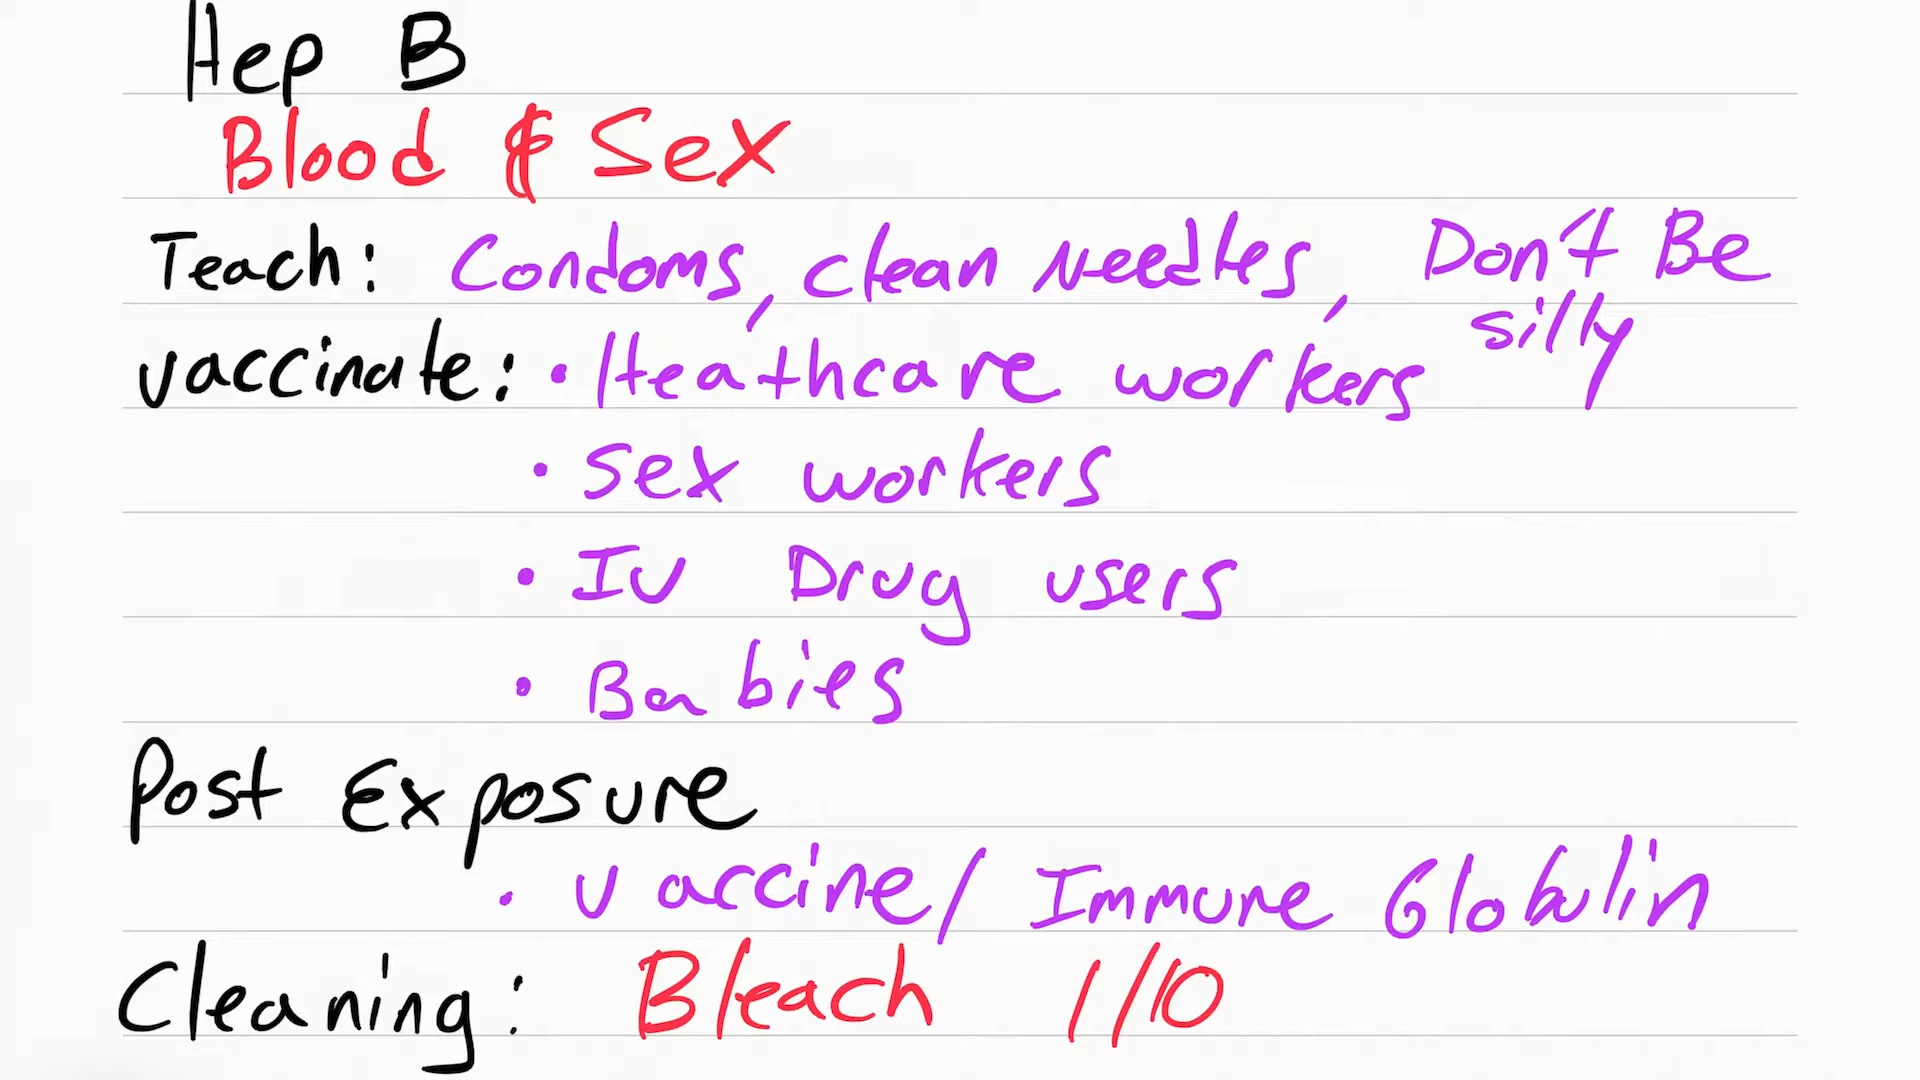 Hep B
Blood & Sex
Teach: Condoms, clean Needles, Don't Be silly
vaccinate: • Heathcare workers
• sex workers
• IV Drug users
• Babies
Post Exposure
• vaccine/ Immune Globulin
Cleaning: Bleach 1/10